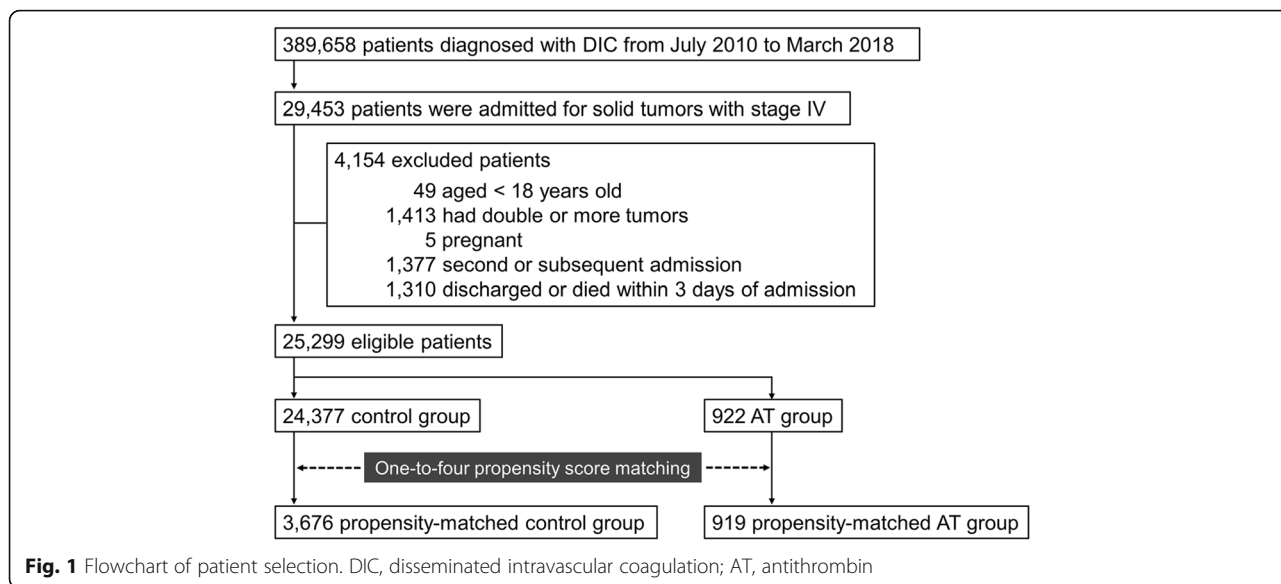 389,658 patients diagnosed with DIC from July 2010 to March 2018
29,453 patients were admitted for solid tumors with stage IV
4,154 excluded patients
49 aged < 18 years old
1,413 had double or more tumors
5 pregnant
1,377 second or subsequent admission
1,310 discharged or died within 3 days of admission
25,299 eligible patients
24,377 control group
922 AT group
One-to-four propensity score matching
3,676 propensity-matched control group
919 propensity-matched AT group
Fig. 1 Flowchart of patient selection. DIC, disseminated intravascular coagulation; AT, antithrombin